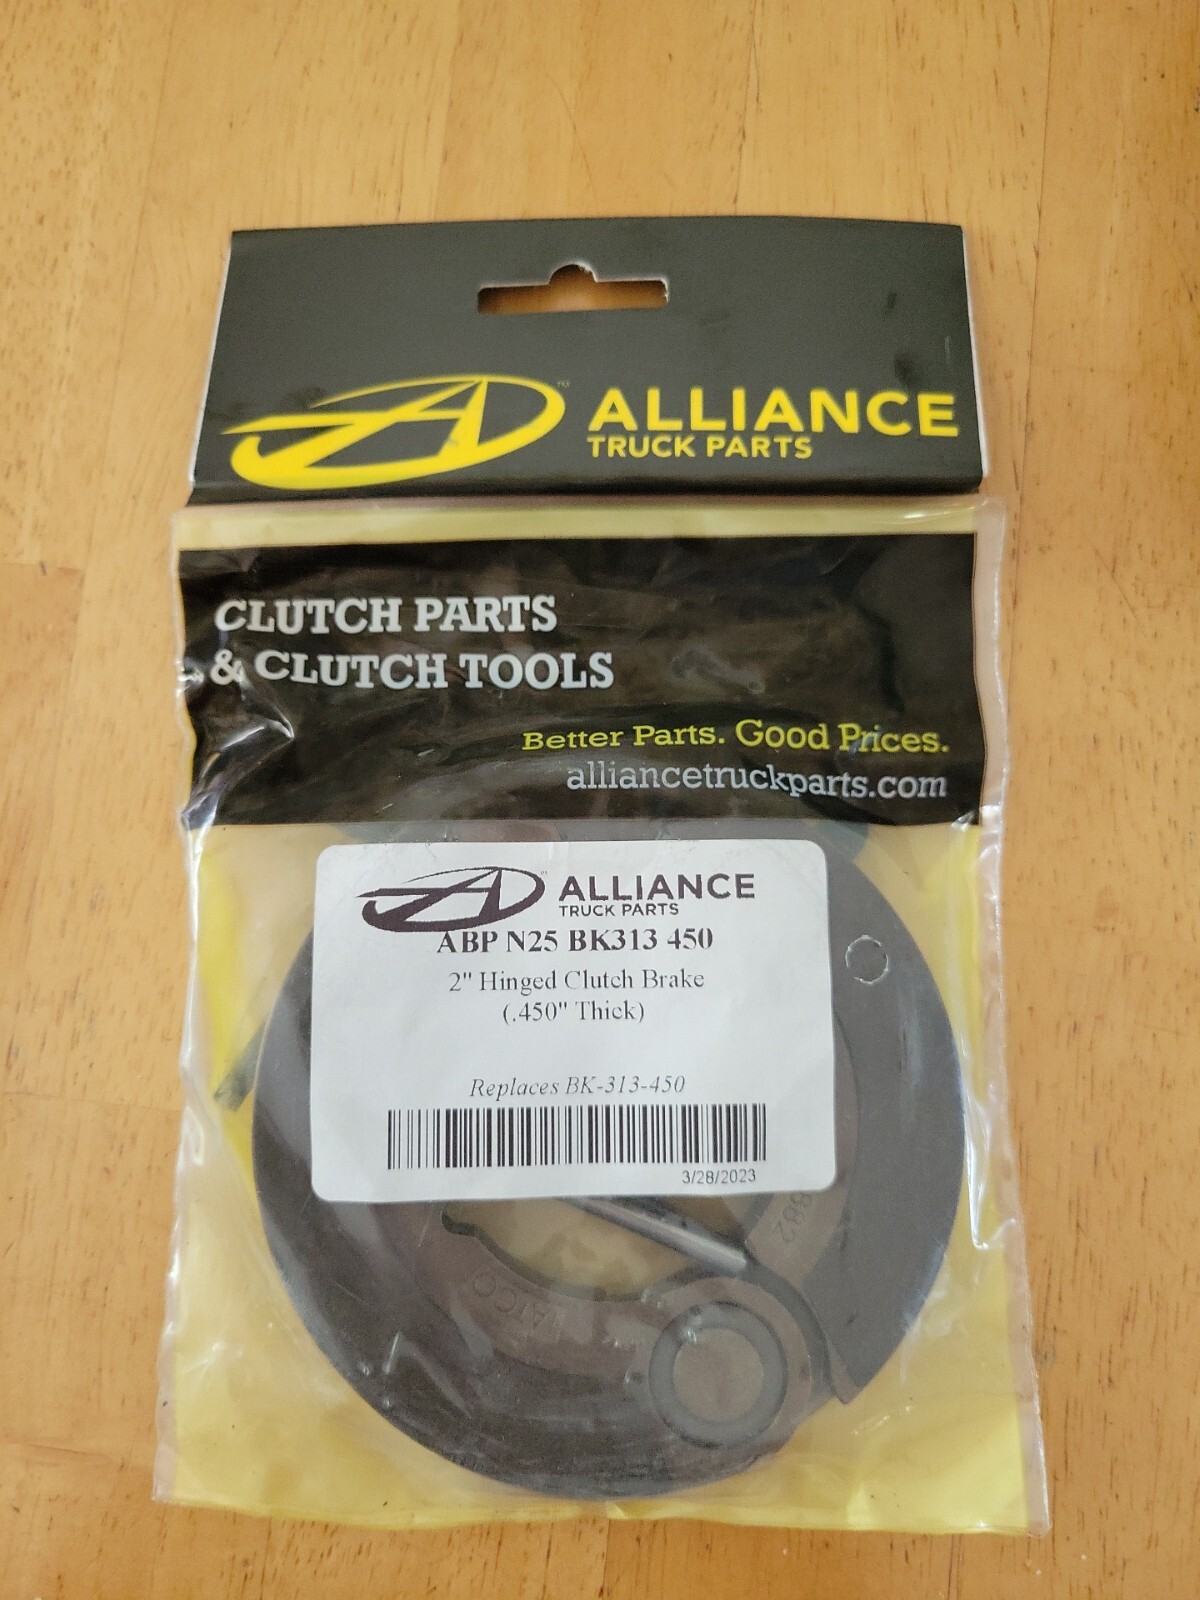 ALLIANCE
TRUCK PARTS
CLUTCH PARTS
& CLUTCH TOOLS
Better Parts. Good Prices.
alliancetruckparts.com
ALLIANCE
TRUCK PARTS
ABP N25 BK313 450
2" Hinged Clutch Brake
(.450" Thick)
Replaces BK-313-450
3/28/2023